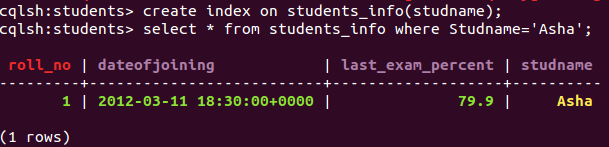 cqlsh:students> create index on students_info(studname);
cqlsh:students> select * from students_info where Studname='Asha';
roll_no | dateofjoining | last_exam_percent | studname
---------+--------------------------+-------------------+----------
1 | 2012-03-11 18:30:00+0000 | 79.9 | Asha
(1 rows)